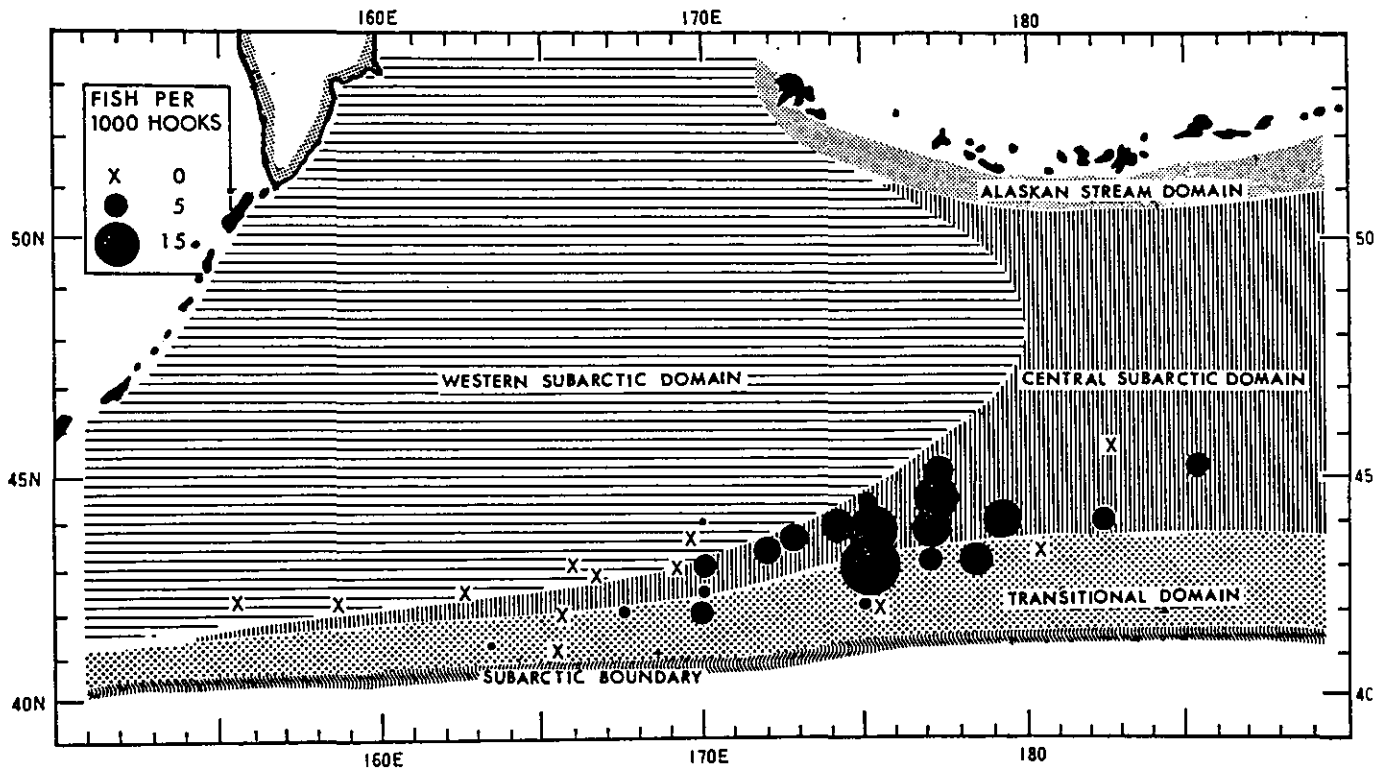 160E 170E 180
FISH PER
1000 HOOKS
X 0
5
15
ALASKAN STREAM DOMAIN
50N 50
WESTERN SUBARCTIC DOMAIN CENTRAL SUBARCTIC DOMAIN
X
45N 45
X
X X
X X
X X X X
TRANSITIONAL DOMAIN
X X
X
SUBARCTIC BOUNDARY
40N 40
160E 170E 180